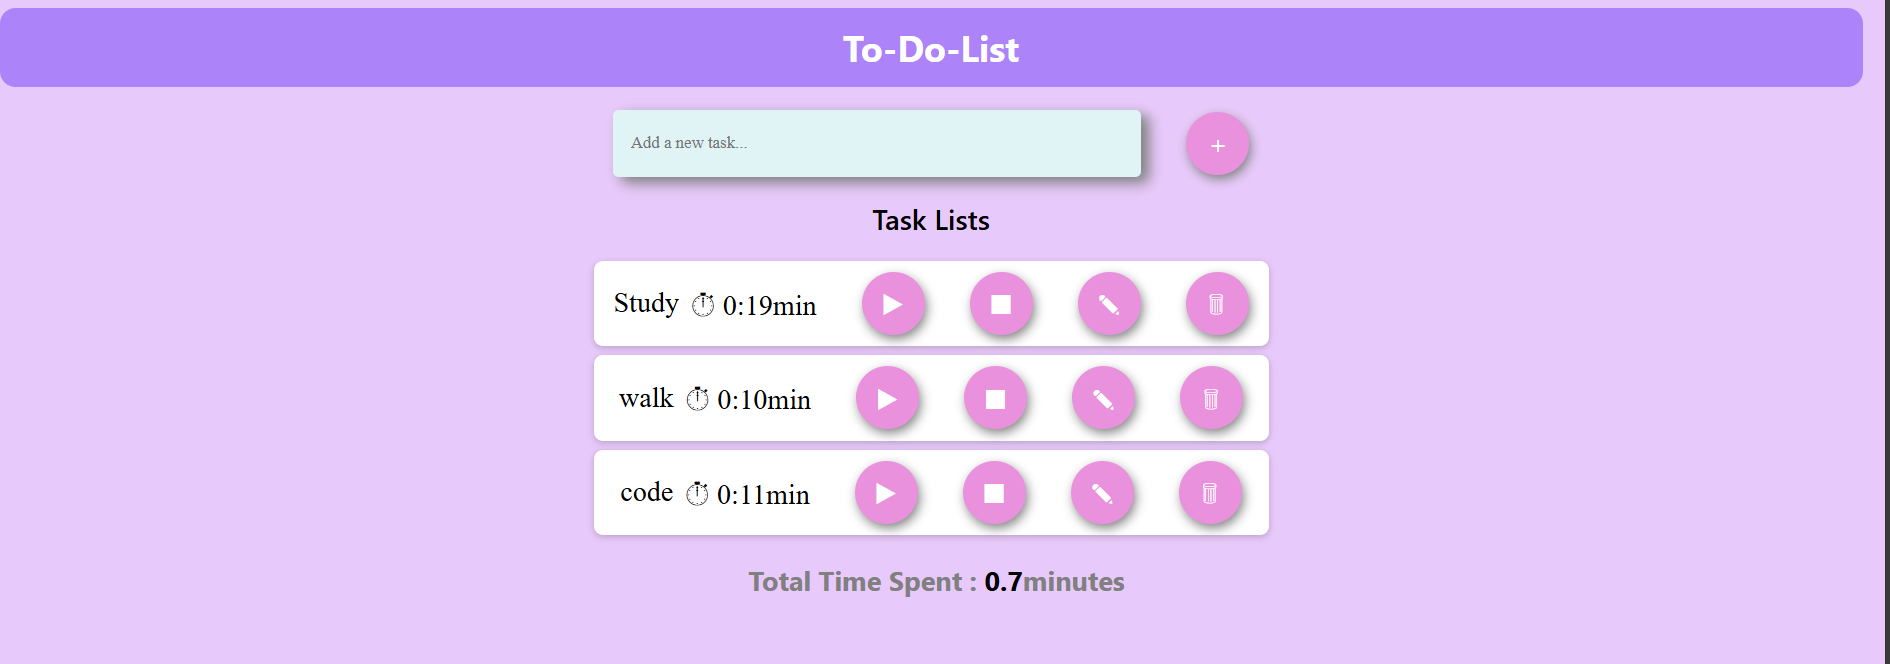 To-Do-List
Add a new task...
+
Task Lists
Study ⏱ 0:19min
walk ⏱ 0:10min
code ⏱ 0:11min
Total Time Spent : 0.7minutes